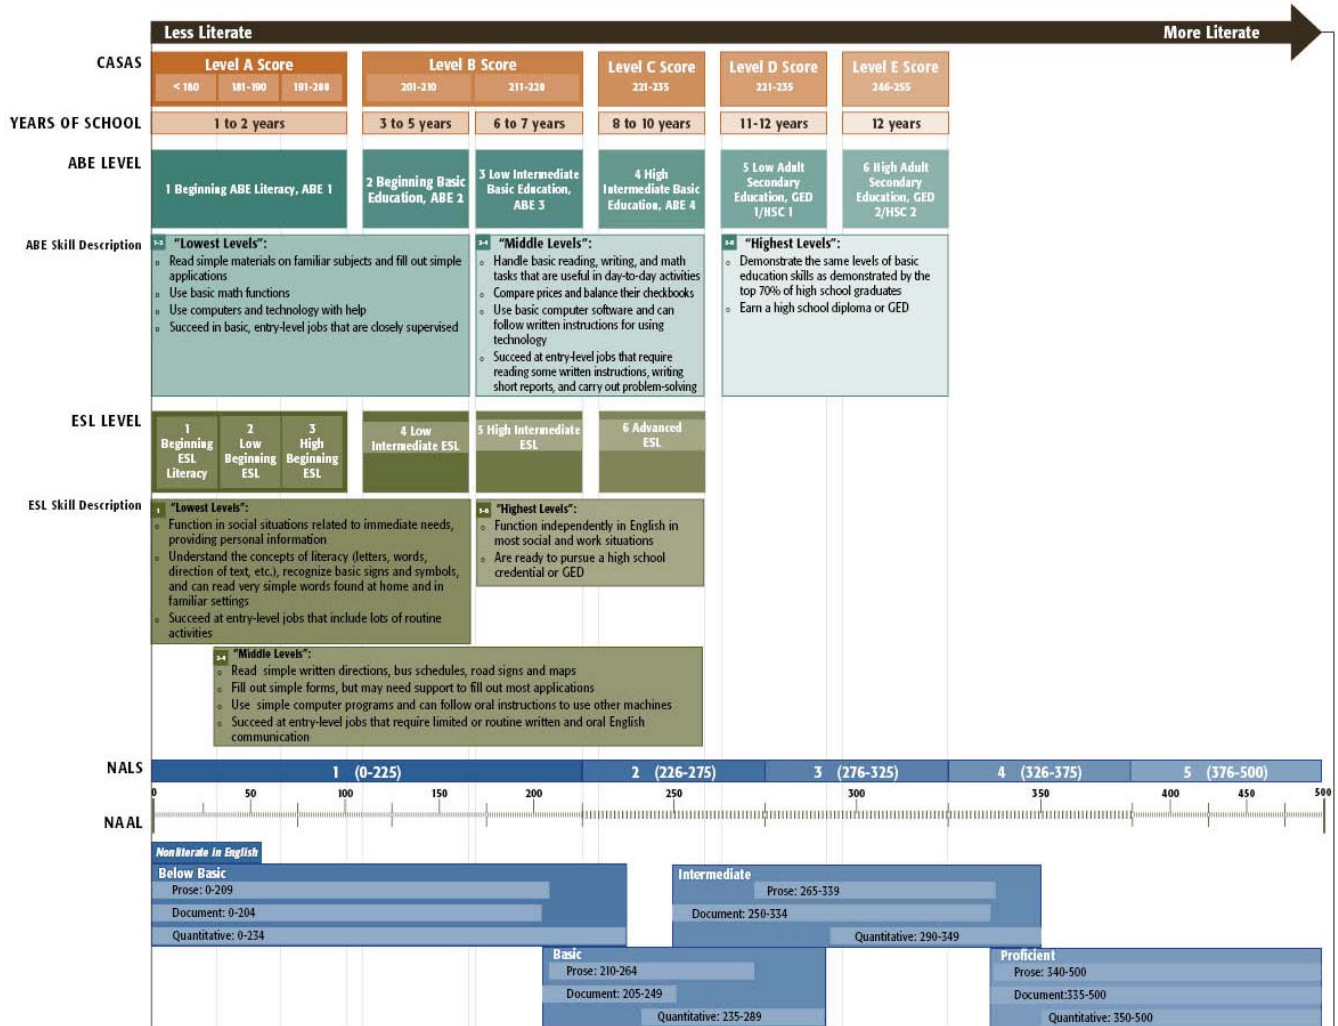 Less Literate
More Literate
CASAS
Level A Score
Level B Score
Level C Score
Level D Score
Level E Score
< 180
181-190
191-200
201-210
211-220
221-235
221-235
246-255
YEARS OF SCHOOL
1 to 2 years
3 to 5 years
6 to 7 years
8 to 10 years
11-12 years
12 years
ABE LEVEL
1 Beginning ABE Literacy, ABE 1
2 Beginning Basic
Education, ABE 2
3 Low Intermediate
Basic Education,
ABE 3
4 High
Intermediate Basic
Education, ABE 4
5 Low Adult
Secondary
Education, GED
1/HSC 1
6 High Adult
Secondary
Education, GED
2/HSC 2
ABE Skill Description
"Lowest Levels":
Read simple materials on familiar subjects and fill out simple
applications
Use basic math functions
Use computers and technology with help
Succeed in basic, entry-level jobs that are closely supervised
"Middle Levels":
Handle basic reading, writing, and math
tasks that are useful in day-to-day activities
Compare prices and balance their checkbooks
Use basic computer software and can
follow written instructions for using
technology
Succeed at entry-level jobs that require
reading some written instructions, writing
short reports, and carry out problem-solving
"Highest Levels":
Demonstrate the same levels of basic
education skills as demonstrated by the
top 70% of high school graduates
Earn a high school diploma or GED
ESL LEVEL
1
Beginning
ESL
Literacy
2
Low
Beginning
ESL
3
High
Beginning
ESL
4 Low
Intermediate ESL
5 High Intermediate
ESL
6 Advanced
ESL
ESL Skill Description
"Lowest Levels":
Function in social situations related to immediate needs,
providing personal information
Understand the concepts of literacy (letters, words,
direction of text, etc.), recognize basic signs and symbols,
and can read very simple words found at home and in
familiar settings
Succeed at entry-level jobs that include lots of routine
activities
"Highest Levels":
Function independently in English in
most social and work situations
Are ready to pursue a high school
credential or GED
"Middle Levels":
Read simple written directions, bus schedules, road signs and maps
Fill out simple forms, but may need support to fill out most applications
Use simple computer programs and can follow oral instructions to use other machines
Succeed at entry-level jobs that require limited or routine written and oral English
communication
NALS
1 (0-225)
2 (226-275)
3 (276-325)
4 (326-375)
5 (376-500)
0 50 100 150 200 250 300 350 400 450 500
NAAL
Nonliterate in English
Below Basic
Prose: 0-209
Document: 0-204
Quantitative: 0-234
Intermediate
Prose: 265-339
Document: 250-334
Quantitative: 290-349
Basic
Prose: 210-264
Document: 205-249
Quantitative: 235-289
Proficient
Prose: 340-500
Document:335-500
Quantitative: 350-500